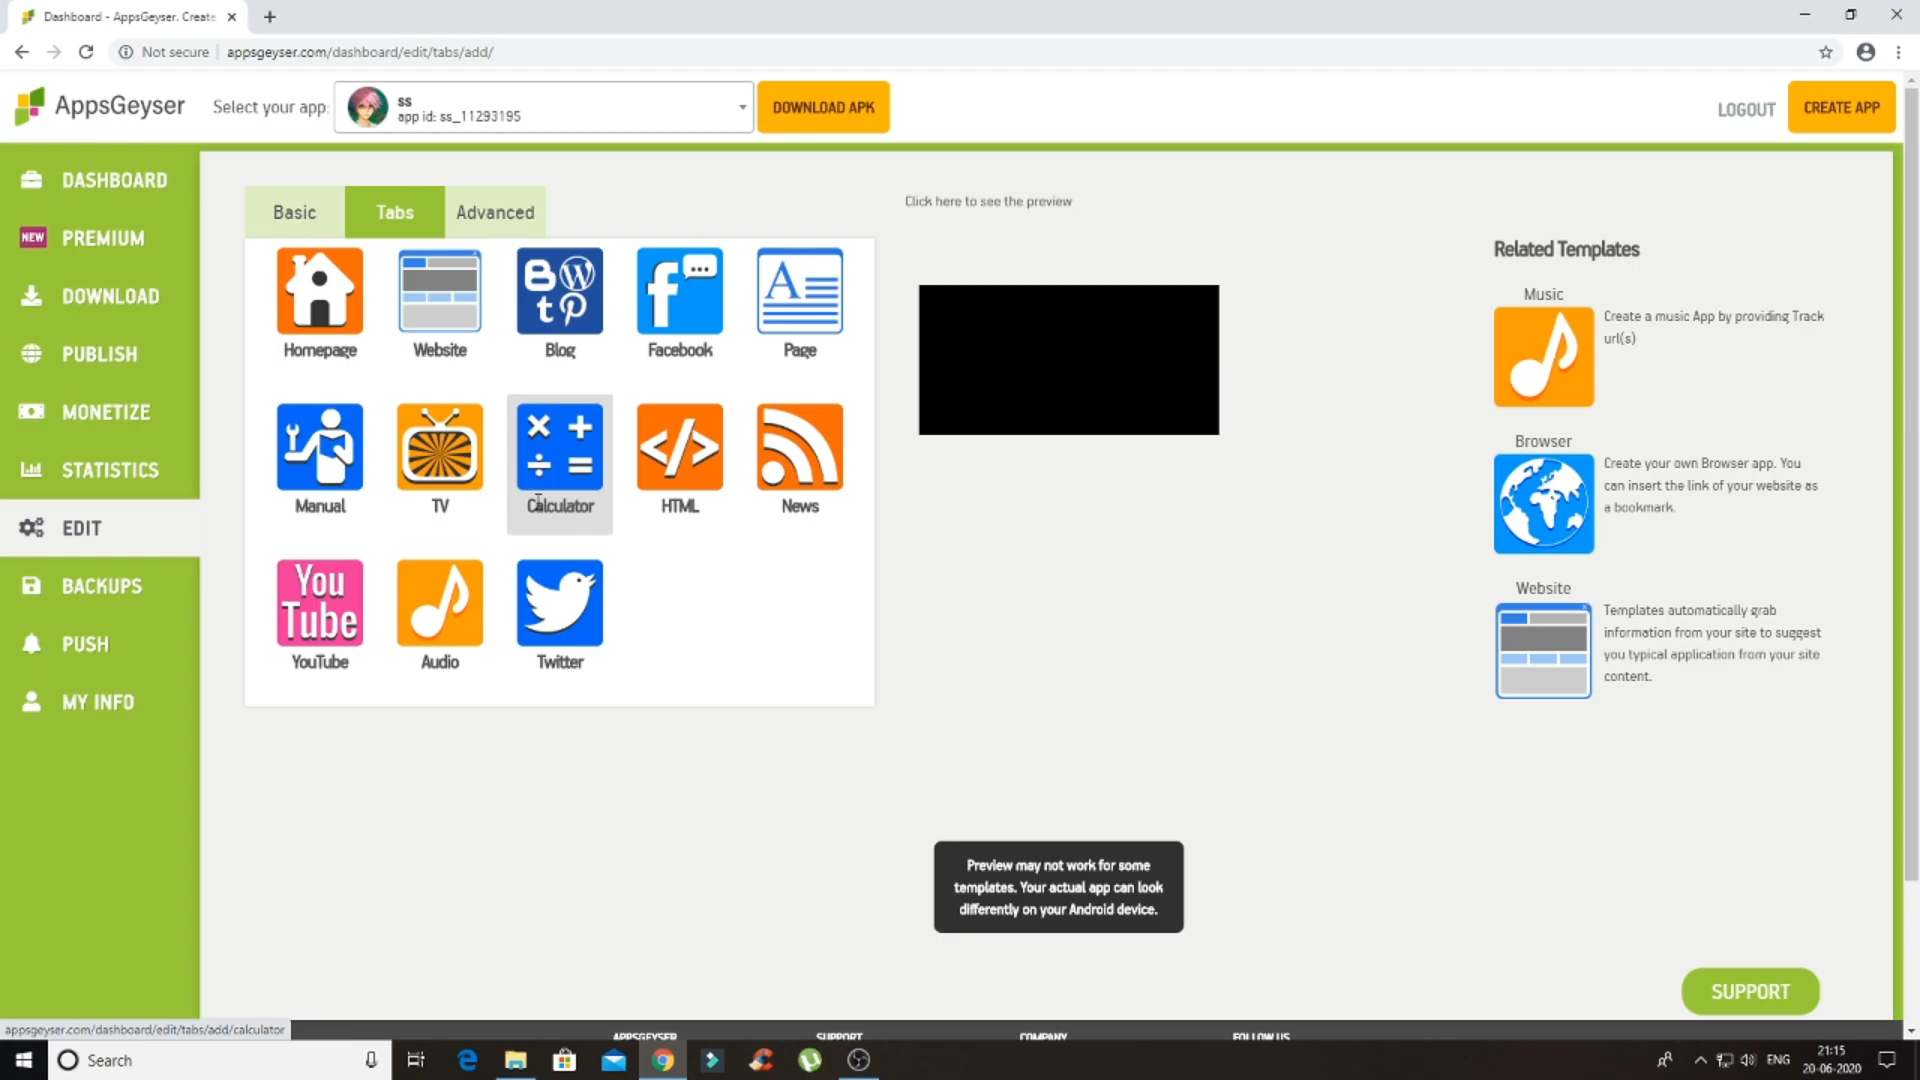 Dashboard - AppsGeyser. Create
Not secure
appsgeyser.com/dashboard/edit/tabs/add/
AppsGeyser
Select your app:
ss
app id: ss_11293195
DOWNLOAD APK
LOGOUT
CREATE APP
DASHBOARD
NEW PREMIUM
DOWNLOAD
PUBLISH
MONETIZE
STATISTICS
EDIT
BACKUPS
PUSH
MY INFO
Basic
Tabs
Advanced
Homepage
Website
Blog
Facebook
Page
Manual
TV
Calculator
HTML
News
You
Tube
YouTube
Audio
Twitter
Click here to see the preview
Preview may not work for some
templates. Your actual app can look
differently on your Android device.
Related Templates
Music
Create a music App by providing Track
url(s)
Browser
Create your own Browser app. You
can insert the link of your website as
a bookmark.
Website
Templates automatically grab
information from your site to suggest
you typical application from your site
content.
SUPPORT
appsgeyser.com/dashboard/edit/tabs/add/calculator
APPSGEYSER
SUPPORT
COMPANY
FOLLOW US
Search
ENG
21:15
20-06-2020